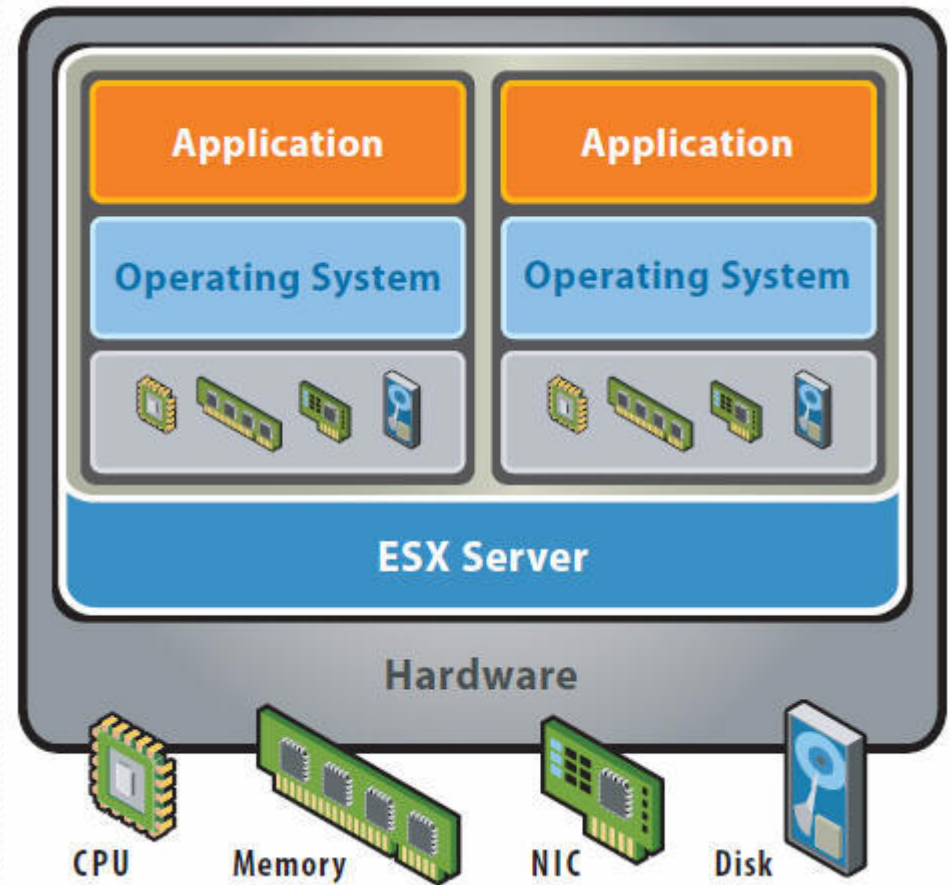 Application Application
Operating System Operating System
ESX Server
Hardware
CPU Memory NIC Disk